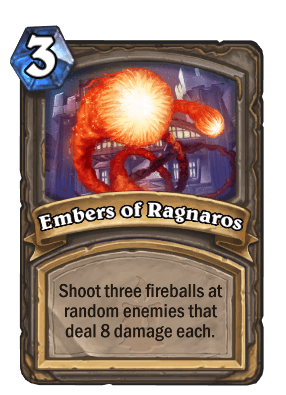 3
Embers of Ragnaros
Shoot three fireballs at
random enemies that
deal 8 damage each.